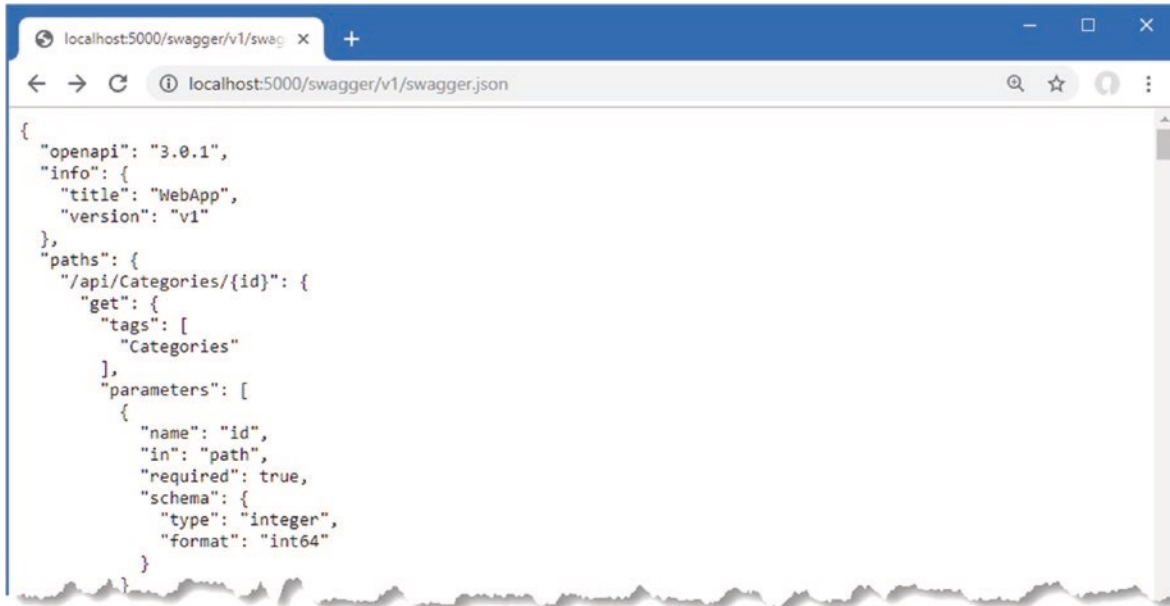 localhost:5000/swagger/v1/swag
localhost:5000/swagger/v1/swagger.json
{
  "openapi": "3.0.1",
  "info": {
    "title": "WebApp",
    "version": "v1"
  },
  "paths": {
    "/api/Categories/{id}": {
      "get": {
        "tags": [
          "Categories"
        ],
        "parameters": [
          {
            "name": "id",
            "in": "path",
            "required": true,
            "schema": {
              "type": "integer",
              "format": "int64"
            }
          }